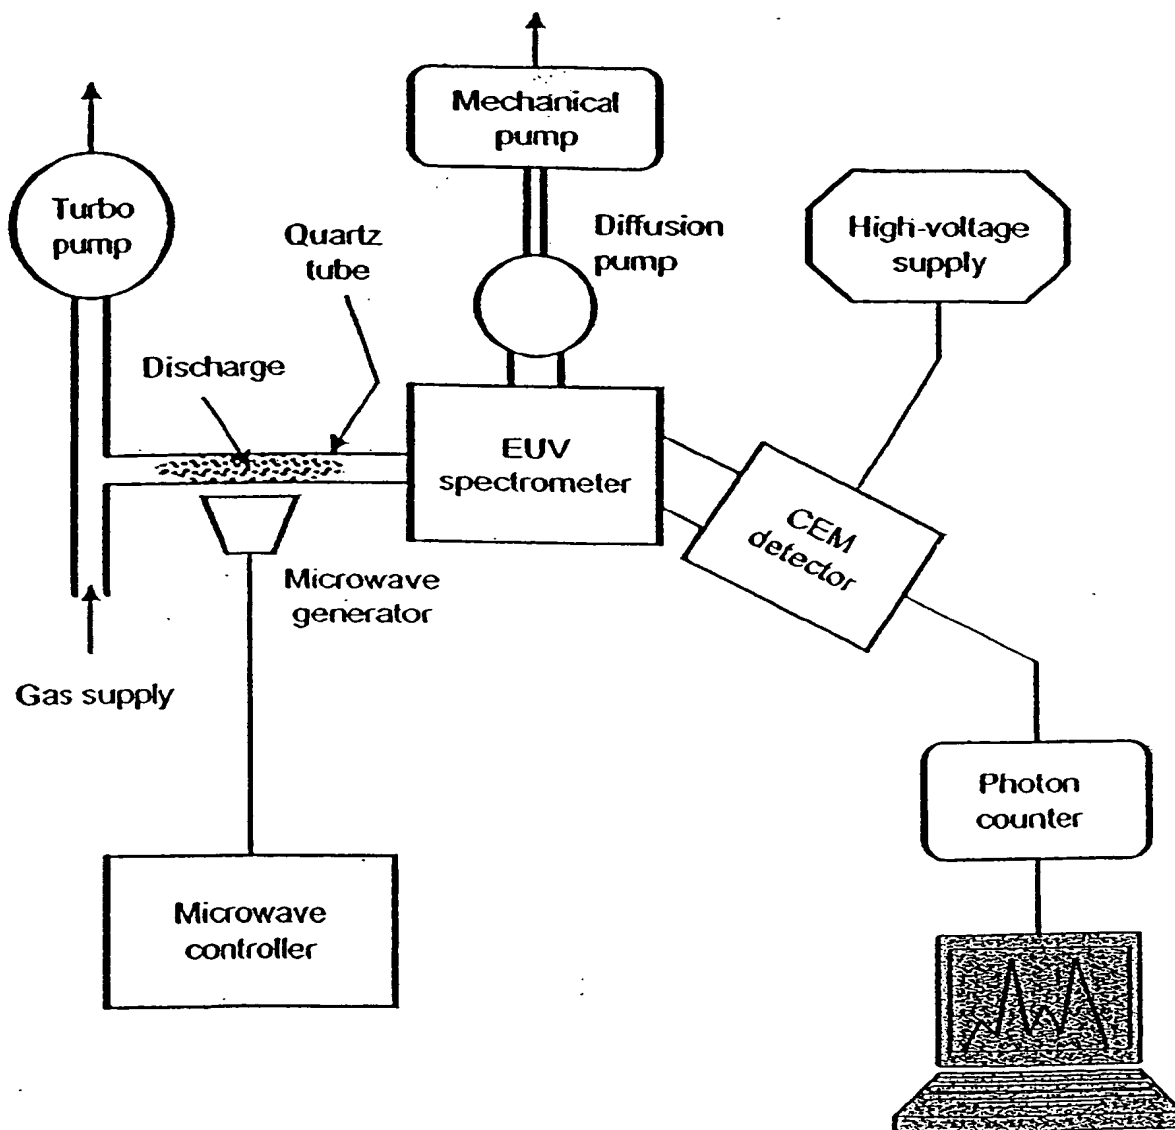 Mechanical
pump
Turbo
pump
Quartz
tube
Diffusion
pump
High-voltage
supply
Discharge
EUV
spectrometer
CEM
detector
Microwave
generator
Gas supply
Photon
counter
Microwave
controller